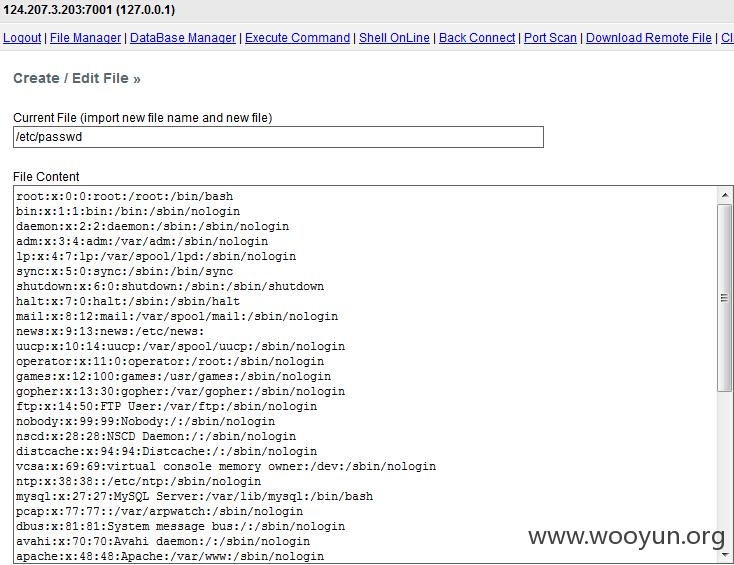 124.207.3.203:7001 (127.0.0.1)
Logout | File Manager | DataBase Manager | Execute Command | Shell OnLine | Back Connect | Port Scan | Download Remote File | Cl
Create / Edit File »
Current File (import new file name and new file)
/etc/passwd
File Content
root:x:0:0:root:/root:/bin/bash
bin:x:1:1:bin:/bin:/sbin/nologin
daemon:x:2:2:daemon:/sbin:/sbin/nologin
adm:x:3:4:adm:/var/adm:/sbin/nologin
lp:x:4:7:lp:/var/spool/lpd:/sbin/nologin
sync:x:5:0:sync:/sbin:/bin/sync
shutdown:x:6:0:shutdown:/sbin:/sbin/shutdown
halt:x:7:0:halt:/sbin:/sbin/halt
mail:x:8:12:mail:/var/spool/mail:/sbin/nologin
news:x:9:13:news:/etc/news:
uucp:x:10:14:uucp:/var/spool/uucp:/sbin/nologin
operator:x:11:0:operator:/root:/sbin/nologin
games:x:12:100:games:/usr/games:/sbin/nologin
gopher:x:13:30:gopher:/var/gopher:/sbin/nologin
ftp:x:14:50:FTP User:/var/ftp:/sbin/nologin
nobody:x:99:99:Nobody:/:/sbin/nologin
nscd:x:28:28:NSCD Daemon:/:/sbin/nologin
distcache:x:94:94:Distcache:/:/sbin/nologin
vcsa:x:69:69:virtual console memory owner:/dev:/sbin/nologin
ntp:x:38:38::/etc/ntp:/sbin/nologin
mysql:x:27:27:MySQL Server:/var/lib/mysql:/bin/bash
pcap:x:77:77::/var/arpwatch:/sbin/nologin
dbus:x:81:81:System message bus:/:/sbin/nologin
avahi:x:70:70:Avahi daemon:/:/sbin/nologin
apache:x:48:48:Apache:/var/www:/sbin/nologin
www.wooyun.org